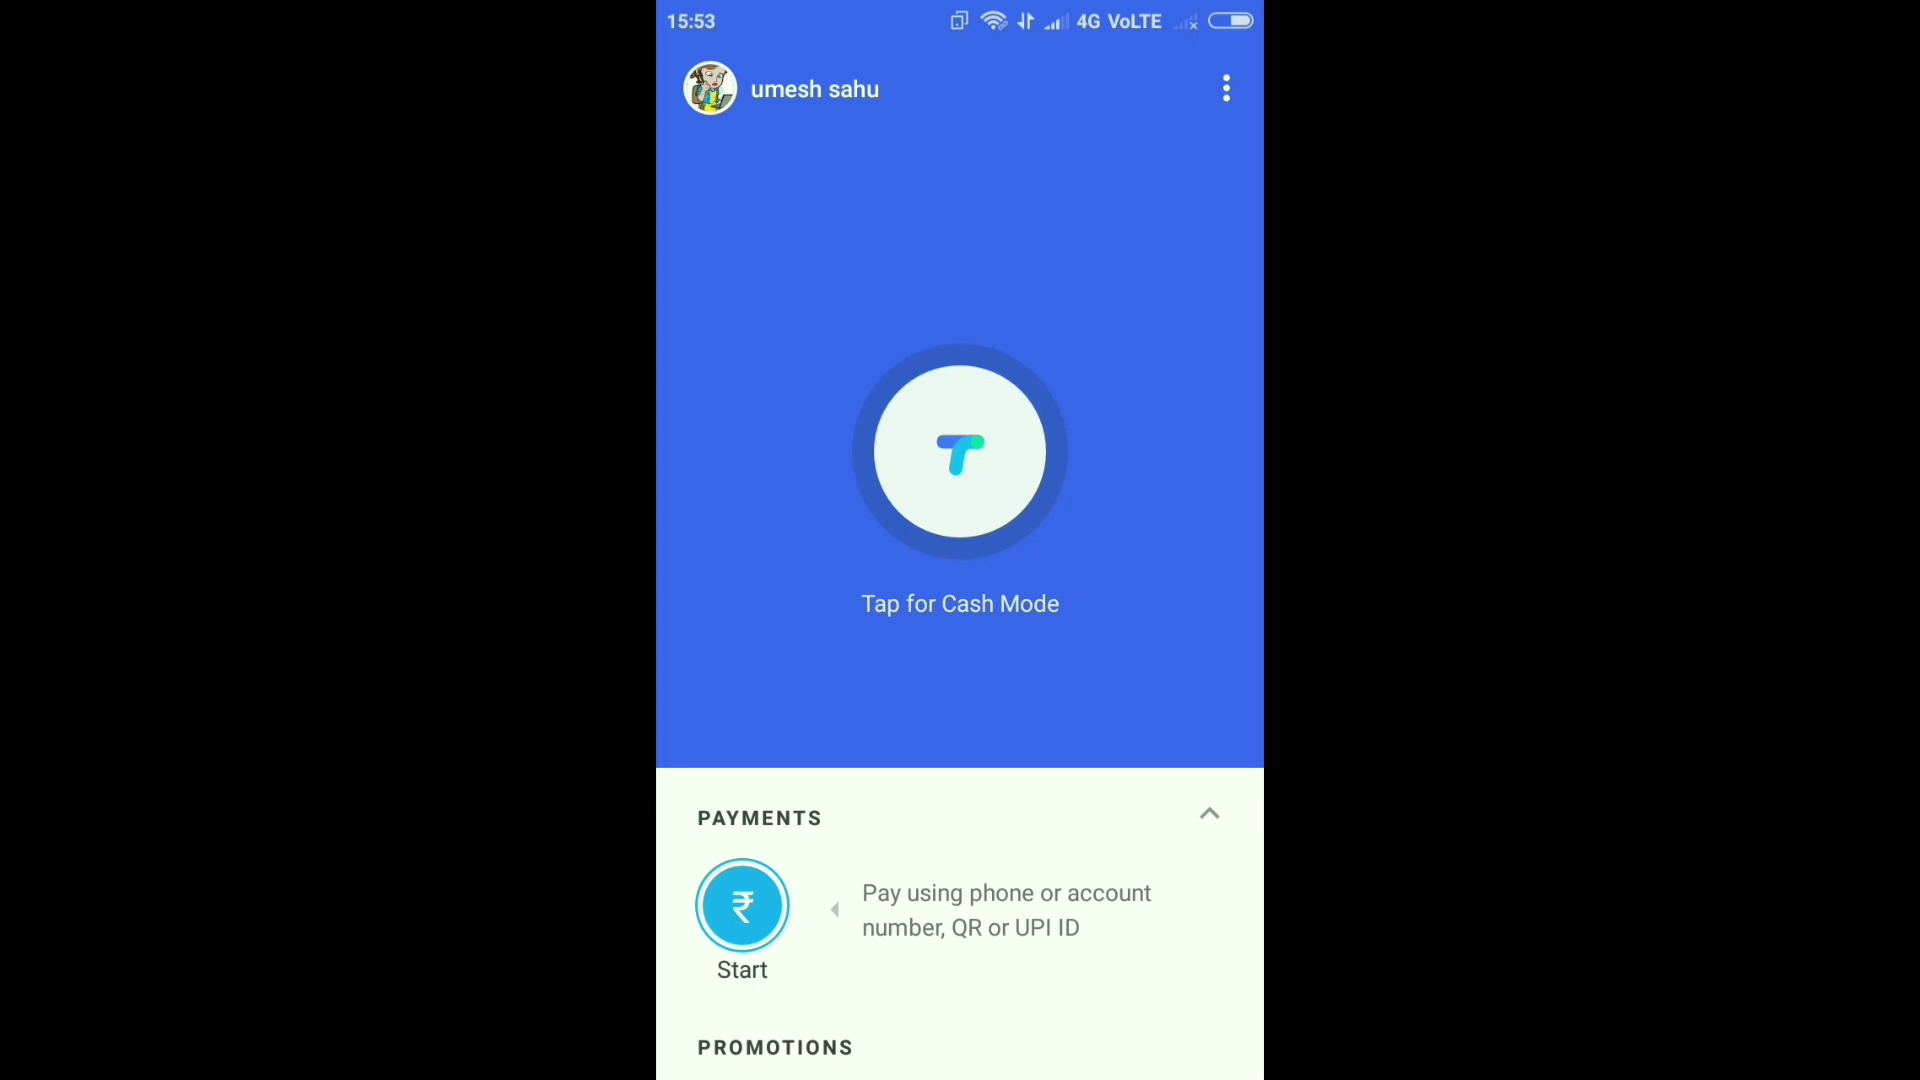 15:53
4G VoLTE
umesh sahu
Tap for Cash Mode
PAYMENTS
Pay using phone or account
number, QR or UPI ID
Start
PROMOTIONS